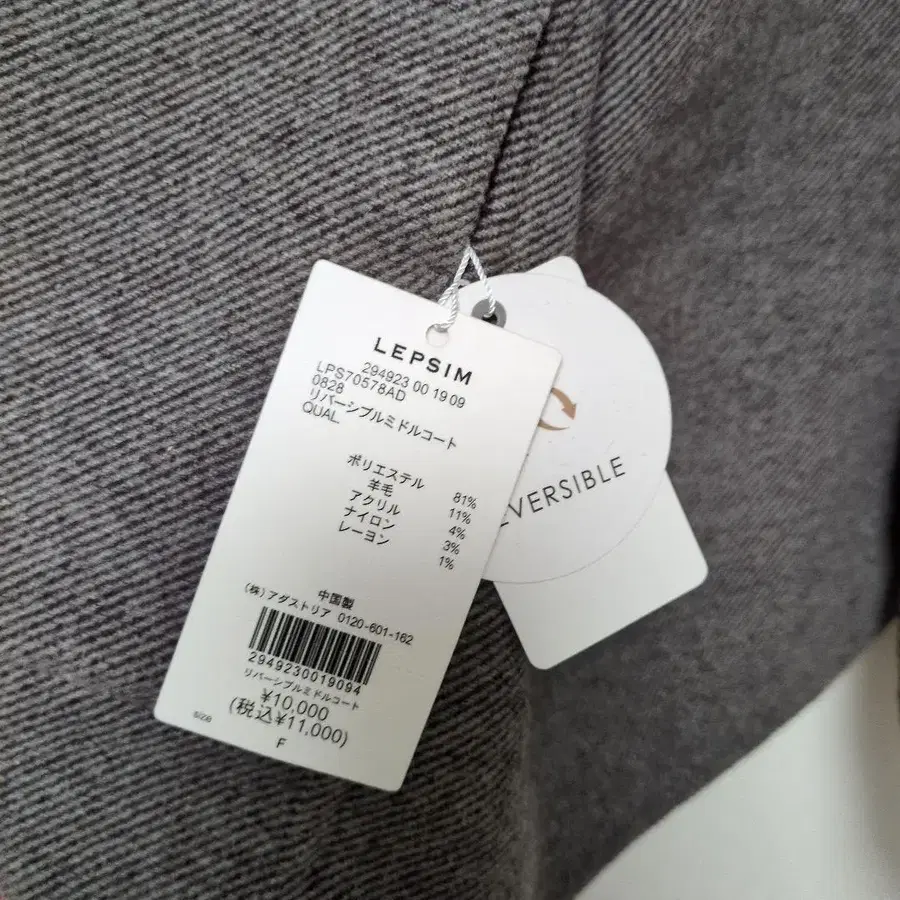 LEPSIM
294923 00 19 09
LPS70578AD
0828
リバーシブルミドルコート
QUAL.
ポリエステル 81%
羊毛 11%
アクリル 4%
ナイロン 3%
レーヨン 1%
中国製
(株)アダストリア 0120-601-162
2949230019094
リバーシブルミドルコート
¥10,000
(税込¥11,000)
size
F
EVERSIBLE